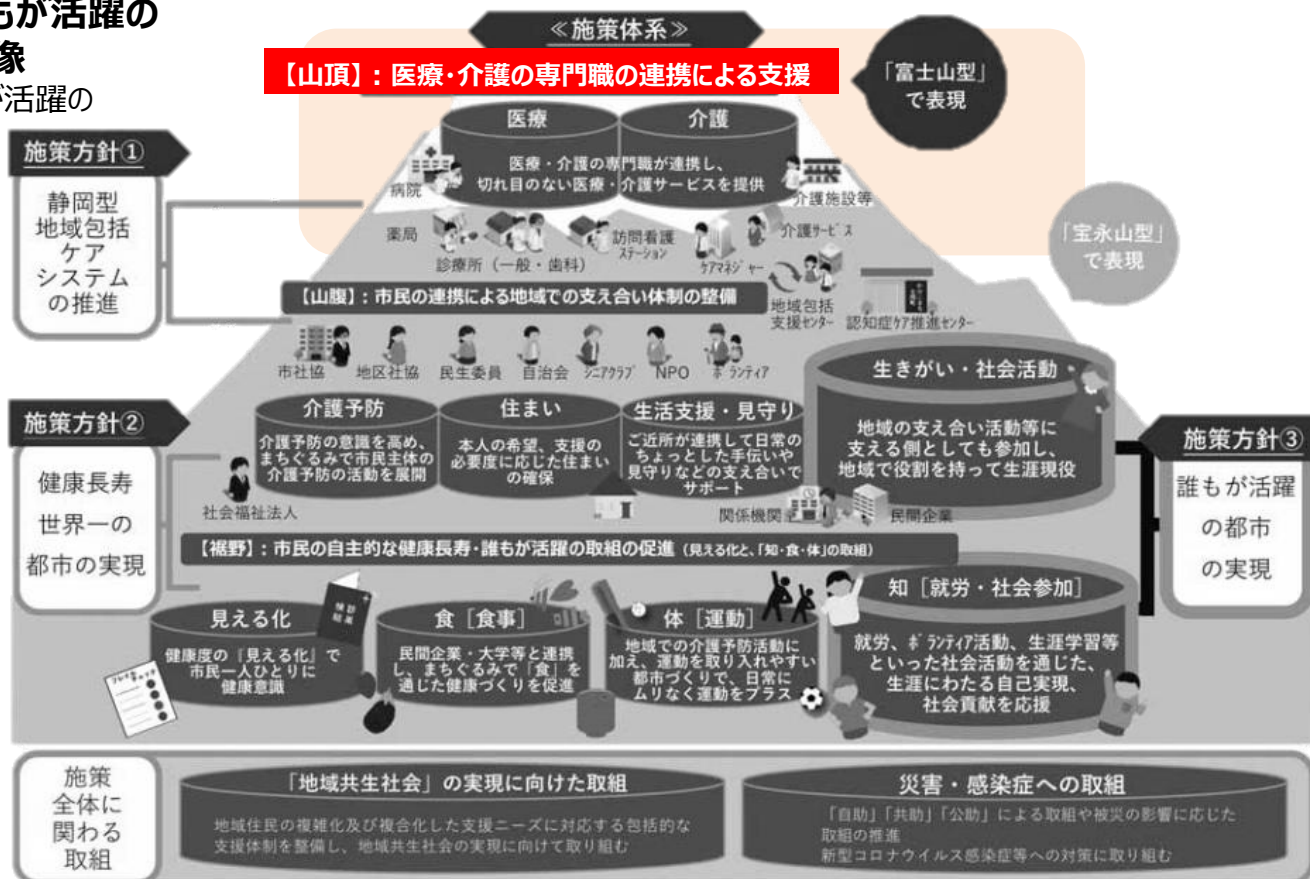 もが活躍の
像
が活躍の
≪施策体系≫
【山頂】：医療・介護の専門職の連携による支援
「富士山型」
で表現
医療
介護
医療・介護の専門職が連携し、
切れ目のない医療・介護サービスを提供
病院
介護施設等
施策方針①
静岡型
地域包括
ケア
システム
の推進
薬局
診療所（一般・歯科）
訪問看護
ステーション
ケアマネジャー
介護サービス
「宝永山型」
で表現
【山腹】：市民の連携による地域での支え合い体制の整備
地域包括
支援センター
認知症ケア推進センター
市社協
地区社協
民生委員
自治会
シニアクラブ
NPO
ボランティア
生きがい・社会活動
地域の支え合い活動等に
支える側としても参加し、
地域で役割を持って生涯現役
施策方針②
健康長寿
世界一の
都市の実現
介護予防
介護予防の意識を高め、
まちぐるみで市民主体の
介護予防の活動を展開
住まい
本人の希望、支援の
必要度に応じた住まい
の確保
生活支援・見守り
ご近所が連携して日常の
ちょっとした手伝いや
見守りなどの支え合いで
サポート
施策方針③
誰もが活躍
の都市
の実現
社会福祉法人
関係機関
民間企業
【裾野】：市民の自主的な健康長寿・誰もが活躍の取組の促進（見える化と、「知・食・体」の取組）
検診
結果
見える化
健康度の『見える化』で
市民一人ひとりに
健康意識
食［食事］
民間企業・大学等と連携
し、まちぐるみで「食」を
通じた健康づくりを促進
体［運動］
地域での介護予防活動に
加え、運動を取り入れやすい
都市づくりで、日常に
ムリなく運動をプラス
知［就労・社会参加］
就労、ボランティア活動、生涯学習等
といった社会活動を通じた、
生涯にわたる自己実現、
社会貢献を応援
施策
全体に
関わる
取組
「地域共生社会」の実現に向けた取組
地域住民の複雑化及び複合化した支援ニーズに対応する包括的な
支援体制を整備し、地域共生社会の実現に向けて取り組む
災害・感染症への取組
「自助」「共助」「公助」による取組や被災の影響に応じた
取組の推進
新型コロナウイルス感染症等への対策に取り組む